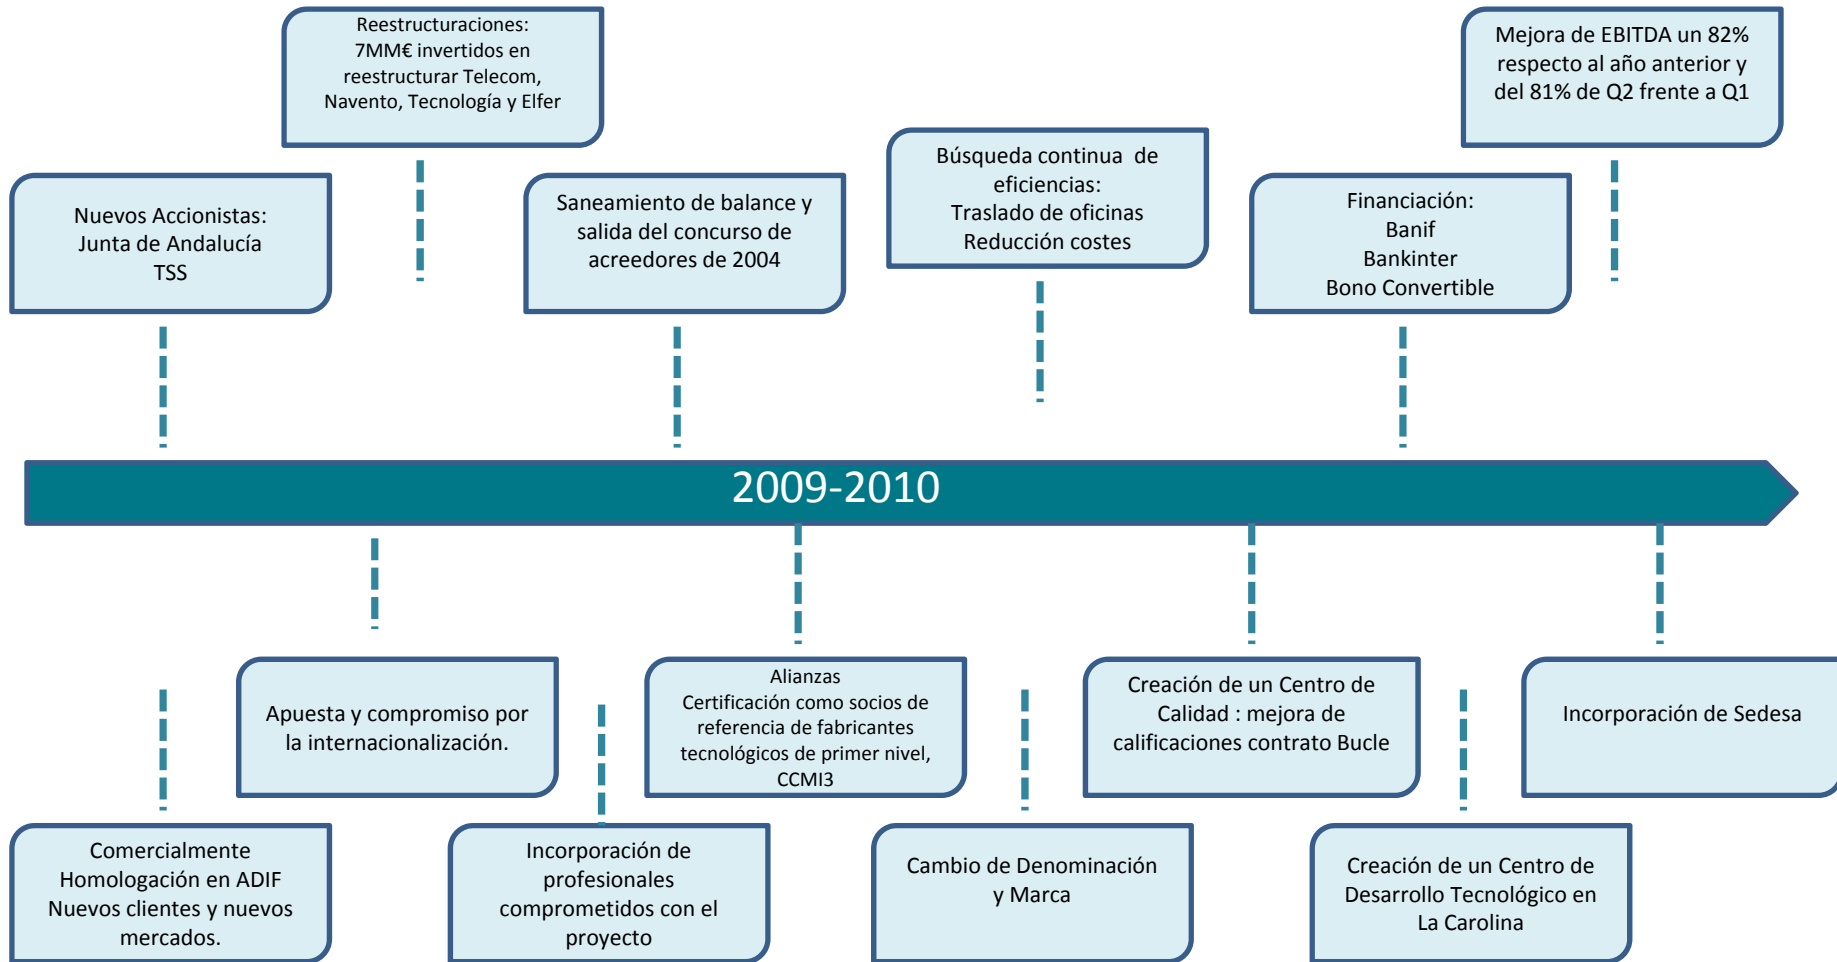 Reestructuraciones:
7MM€ invertidos en
reestructurar Telecom,
Navento, Tecnología y Elfer
Mejora de EBITDA un 82%
respecto al año anterior y
del 81% de Q2 frente a Q1
Nuevos Accionistas:
Junta de Andalucía
TSS
Saneamiento de balance y
salida del concurso de
acreedores de 2004
Búsqueda continua de
eficiencias:
Traslado de oficinas
Reducción costes
Financiación:
Banif
Bankinter
Bono Convertible
2009-2010
Apuesta y compromiso por
la internacionalización.
Alianzas
Certificación como socios de
referencia de fabricantes
tecnológicos de primer nivel,
CCMI3
Creación de un Centro de
Calidad : mejora de
calificaciones contrato Bucle
Incorporación de Sedesa
Comercialmente
Homologación en ADIF
Nuevos clientes y nuevos
mercados.
Incorporación de
profesionales
comprometidos con el
proyecto
Cambio de Denominación
y Marca
Creación de un Centro de
Desarrollo Tecnológico en
La Carolina